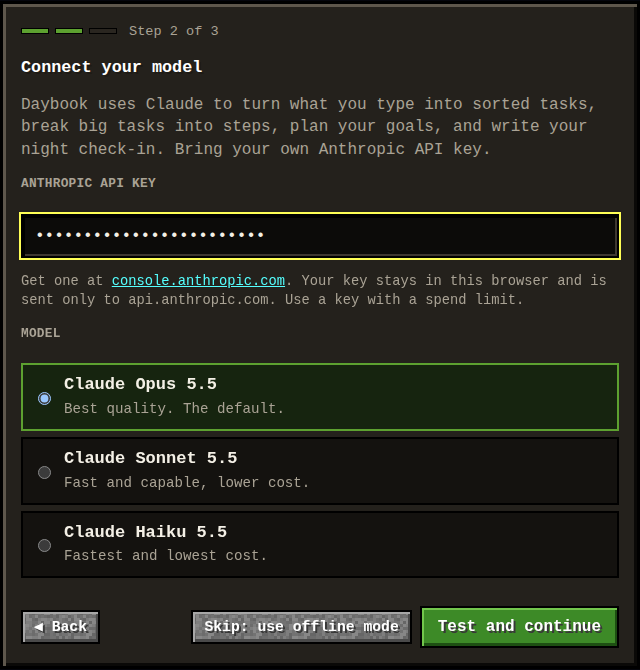 Step 2 of 3
Connect your model
Daybook uses Claude to turn what you type into sorted tasks,
break big tasks into steps, plan your goals, and write your
night check-in. Bring your own Anthropic API key.
ANTHROPIC API KEY
••••••••••••••••••••••••
Get one at console.anthropic.com. Your key stays in this browser and is
sent only to api.anthropic.com. Use a key with a spend limit.
MODEL
Claude Opus 5.5
Best quality. The default.
Claude Sonnet 5.5
Fast and capable, lower cost.
Claude Haiku 5.5
Fastest and lowest cost.
◄ Back
Skip: use offline mode
Test and continue